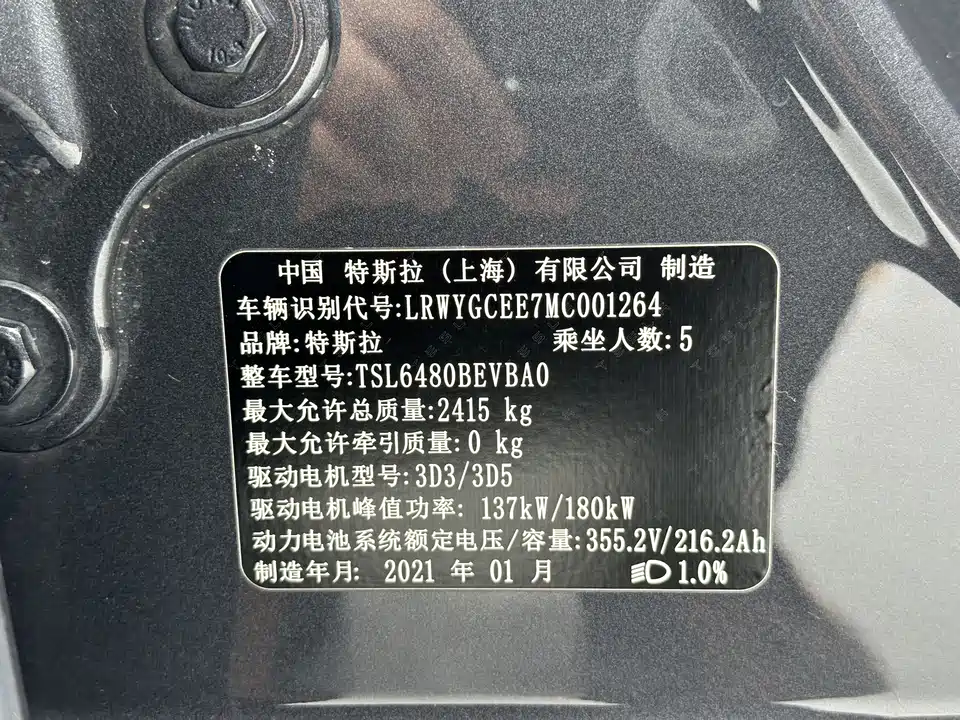 中国 特斯拉 (上海) 有限公司 制造
车辆识别代号:LRWYGCEE7MC001264
品牌:特斯拉 乘坐人数:5
整车型号:TSL6480BEVBA0
最大允许总质量:2415 kg
最大允许牵引质量:0 kg
驱动电机型号:3D3/3D5
驱动电机峰值功率: 137kW/180kW
动力电池系统额定电压/容量:355.2V/216.2Ah
制造年月: 2021 年 01 月 1.0%